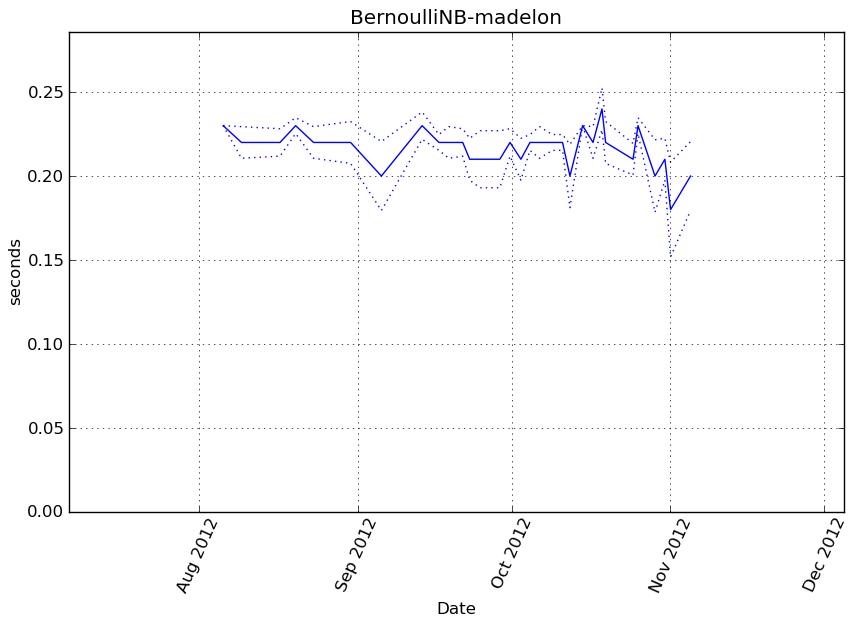 BernoulliNB-madelon
0.25
0.20
0.15
0.10
0.05
0.00
seconds
Aug 2012
Sep 2012
Oct 2012
Nov 2012
Dec 2012
Date